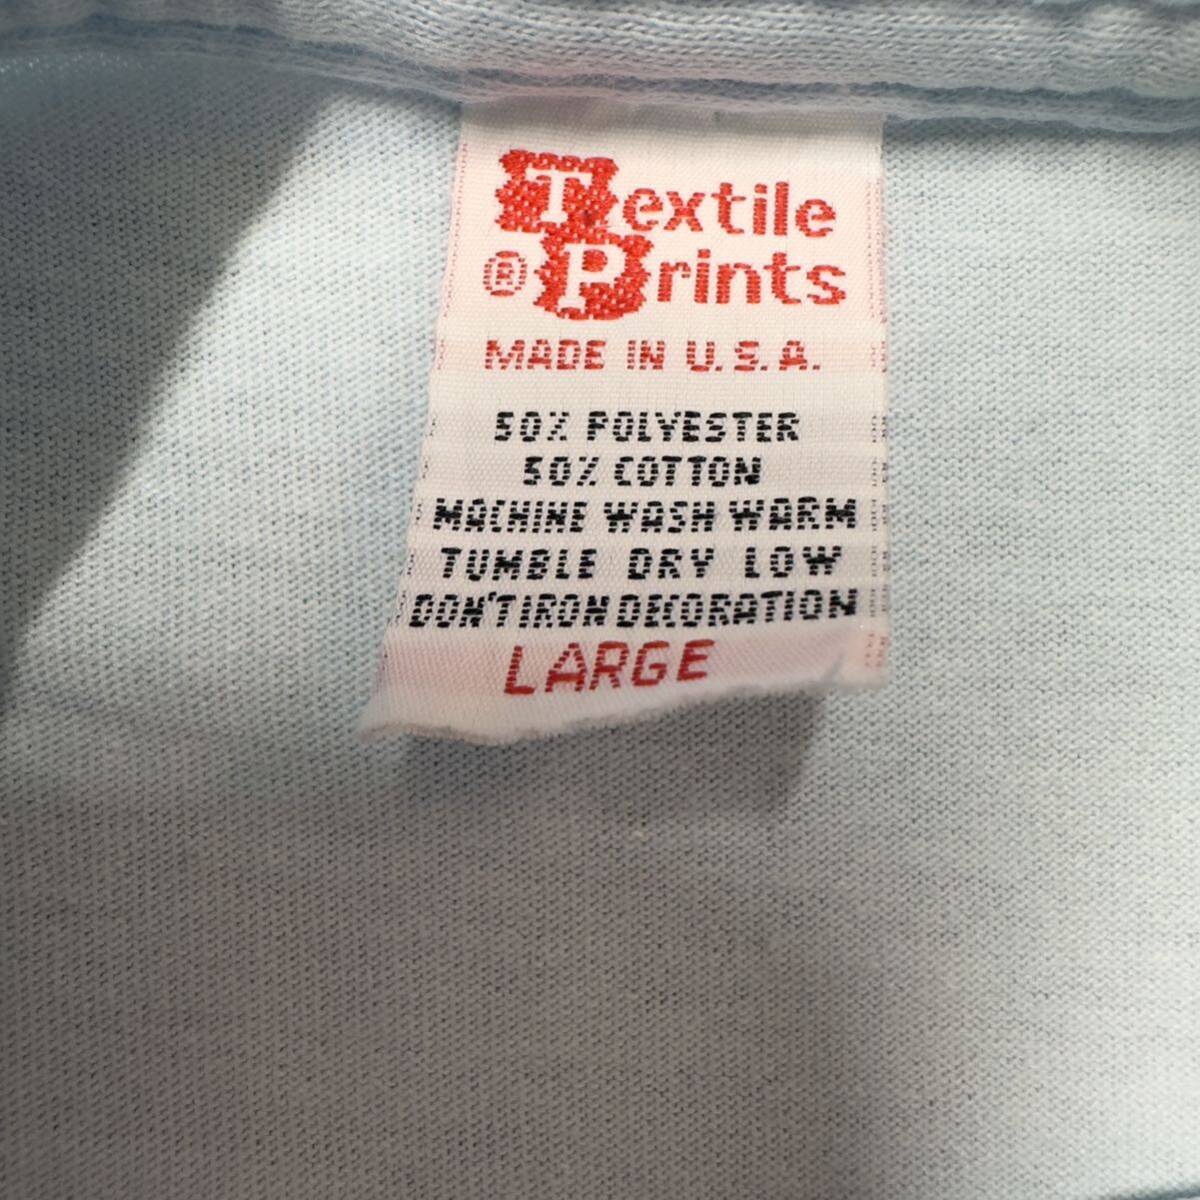 Textile
® Prints
MADE IN U.S.A.
50% POLYESTER
50% COTTON
MACHINE WASH WARM
TUMBLE DRY LOW
DON'T IRON DECORATION
LARGE